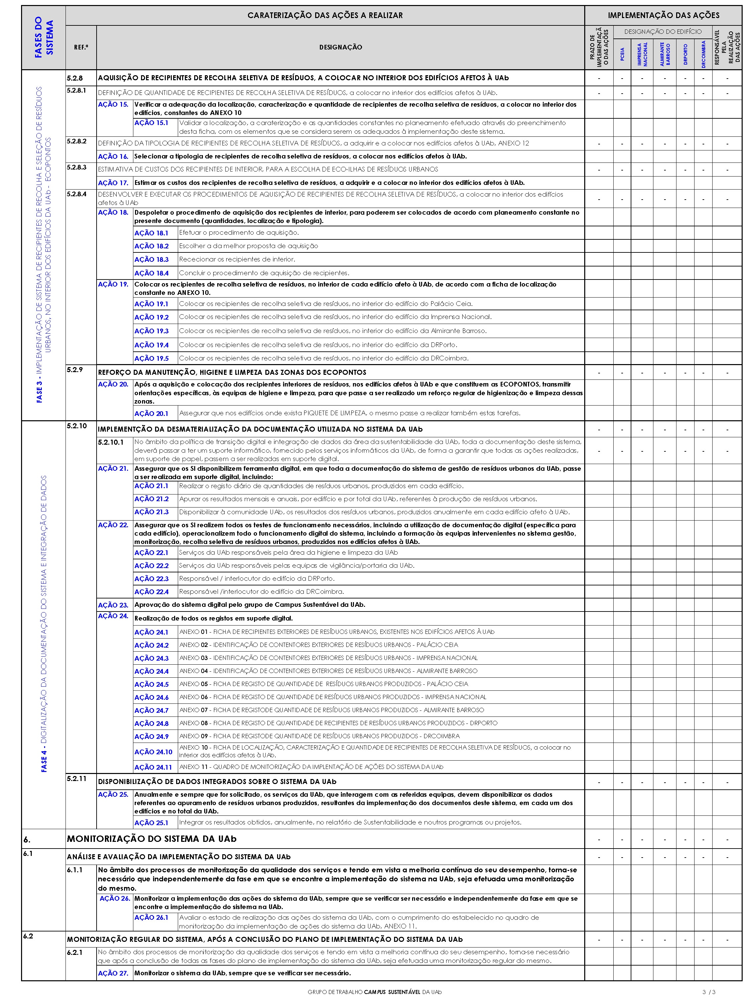 FASES DO
SISTEMA
CARATERIZAÇÃO DAS AÇÕES A REALIZAR
IMPLEMENTAÇÃO DAS AÇÕES
REF.ª
DESIGNAÇÃO
PRAZO DE
IMPLEMENTAÇÃ
O DAS AÇÕES
DESIGNAÇÃO DO EDIFÍCIO
PCEIA
IMPRENSA
NACIONAL
ALMIRANTE
BARROSO
DRPORTO
DRCOIMBRA
RESPONSÁVEL
PELA
REALIZAÇÃO
DAS AÇÕES
FASE 3 - IMPLEMENTAÇÃO DE SISTEMA DE RECIPIENTES DE RECOLHA E SELEÇÃO DE RESÍDUOS
URBANOS, NO INTERIOR DOS EDIFÍCIOS DA UAb - ECOPONTOS
5.2.8 AQUISIÇÃO DE RECIPIENTES DE RECOLHA SELETIVA DE RESÍDUOS, A COLOCAR NO INTERIOR DOS EDIFÍCIOS AFETOS À UAb - - - - - - -
5.2.8.1 DEFINIÇÃO DE QUANTIDADE DE RECIPIENTES DE RECOLHA SELETIVA DE RESÍDUOS, a colocar no interior dos edifícios afetos à UAb. - - - - - - -
AÇÃO 15. Verificar a adequação da localização, caracterização e quantidade de recipientes de recolha seletiva de resíduos, a colocar no interior dos
edifícios, constantes do ANEXO 10
AÇÃO 15.1 Validar a localização, a caraterização e as quantidades constantes no planeamento efetuado através do preenchimento
desta ficha, com os elementos que se considera serem os adequados à implementação deste sistema.
5.2.8.2 DEFINIÇÃO DA TIPOLOGIA DE RECIPIENTES DE RECOLHA SELETIVA DE RESÍDUOS, a adquirir e a colocar nos edifícios afetos à UAb, ANEXO 12 - - - - - - -
AÇÃO 16. Selecionar a tipologia de recipientes de recolha seletiva de resíduos, a colocar nos edifícios afetos à UAb.
5.2.8.3 ESTIMATIVA DE CUSTOS DOS RECIPIENTES DE INTERIOR, PARA A ESCOLHA DE ECO-ILHAS DE RESÍDUOS URBANOS - - - - - - -
AÇÃO 17. Estimar os custos dos recipientes de recolha seletiva de resíduos, a adquirir e a colocar no interior dos edifícios afetos à UAb.
5.2.8.4 DESENVOLVER E EXECUTAR OS PROCEDIMENTOS DE AQUISIÇÃO DE RECIPIENTES DE RECOLHA SELETIVA DE RESÍDUOS, a colocar no interior dos edifícios
afetos à UAb - - - - - - -
AÇÃO 18. Despoletar o procedimento de aquisição dos recipientes de interior, para poderem ser colocados de acordo com planeamento constante no
presente documento (quantidades, localização e tipologia).
AÇÃO 18.1 Efetuar o procedimento de aquisição.
AÇÃO 18.2 Escolher a da melhor proposta de aquisição
AÇÃO 18.3 Rececionar os recipientes de interior.
AÇÃO 18.4 Concluir o procedimento de aquisição de recipientes.
AÇÃO 19. Colocar os recipientes de recolha seletiva de resíduos, no interior de cada edifício afeto à UAb, de acordo com a ficha de localização
constante no ANEXO 10.
AÇÃO 19.1 Colocar os recipientes de recolha seletiva de resíduos, no interior do edifício do Palácio Ceia.
AÇÃO 19.2 Colocar os recipientes de recolha seletiva de resíduos, no interior do edifício da Imprensa Nacional.
AÇÃO 19.3 Colocar os recipientes de recolha seletiva de resíduos, no interior do edifício da Almirante Barroso.
AÇÃO 19.4 Colocar os recipientes de recolha seletiva de resíduos, no interior do edifício da DRPorto.
AÇÃO 19.5 Colocar os recipientes de recolha seletiva de resíduos, no interior do edifício da DRCoimbra.
5.2.9 REFORÇO DA MANUTENÇÃO, HIGIENE E LIMPEZA DAS ZONAS DOS ECOPONTOS - - - - - - -
AÇÃO 20. Após a aquisição e colocação dos recipientes interiores de resíduos, nos edifícios afetos à UAb e que constituem as ECOPONTOS, transmitir
orientações específicas, às equipas de higiene e limpeza, para que passe a ser realizado um reforço regular de higienização e limpeza dessas
zonas.
AÇÃO 20.1 Assegurar que nos edifícios onde exista PIQUETE DE LIMPEZA, o mesmo passe a realizar também estas tarefas.
FASE 4 - DIGITALIZAÇÃO DA DOCUMENTAÇÃO DO SISTEMA E INTEGRAÇÃO DE DADOS
5.2.10 IMPLEMENTÇÃO DA DESMATERIALIZAÇÃO DA DOCUMENTAÇÃO UTILIZADA NO SISTEMA DA UAb - - - - - - -
5.2.10.1 No âmbito da política de transição digital e integração de dados da área da sustentabilidade da UAb, toda a documentação deste sistema,
deverá passar a ter um suporte informático, fornecido pelos serviços informáticos da UAb, de forma a garantir que todas as ações realizadas, - - - - - - -
em suporte de papel, passem a ser realizadas em suporte digital.
AÇÃO 21. Assegurar que os SI disponibilizem ferramenta digital, em que toda a documentação do sistema de gestão de resíduos urbanos da UAb, passe
a ser realizada em suporte digital, incluindo:
AÇÃO 21.1 Realizar o registo diário de quantidades de resíduos urbanos, produzidos em cada edifício.
AÇÃO 21.2 Apurar os resultados mensais e anuais, por edifício e por total da UAb, referentes à produção de resíduos urbanos.
AÇÃO 21.3 Disponibilizar à comunidade UAb, os resultados dos resíduos urbanos, produzidos anualmente em cada edifício afeto à UAb.
AÇÃO 22. Assegurar que os SI realizem todos os testes de funcionamento necessários, incluindo a utilização de documentação digital (específica para
cada edifício), operacionalizem todo o funcionamento digital do sistema, incluindo a formação às equipas intervenientes no sistema gestão,
monitorização, recolha seletiva de resíduos urbanos, produzidos nos edifícios afetos à UAb.
AÇÃO 22.1 Serviços da UAb responsáveis pela área da higiene e limpeza da UAb
AÇÃO 22.2 Serviços da UAb responsáveis pelas equipas de vigilância/portaria da UAb.
AÇÃO 22.3 Responsável / interlocutor do edifício da DRPorto.
AÇÃO 22.4 Responsável /interlocutor do edifício da DRCoimbra.
AÇÃO 23. Aprovação do sistema digital pelo grupo de Campus Sustentável da UAb.
AÇÃO 24. Realização de todos os registos em suporte digital.
AÇÃO 24.1 ANEXO 01 - FICHA DE RECIPIENTES EXTERIORES DE RESÍDUOS URBANOS, EXISTENTES NOS EDIFÍCIOS AFETOS À UAb
AÇÃO 24.2 ANEXO 02 - IDENTIFICAÇÃO DE CONTENTORES EXTERIORES DE RESÍDUOS URBANOS - PALÁCIO CEIA
AÇÃO 24.3 ANEXO 03 - IDENTIFICAÇÃO DE CONTENTORES EXTERIORES DE RESÍDUOS URBANOS - IMPRENSA NACIONAL
AÇÃO 24.4 ANEXO 04 - IDENTIFICAÇÃO DE CONTENTORES EXTERIORES DE RESÍDUOS URBANOS - ALMIRANTE BARROSO
AÇÃO 24.5 ANEXO 05 - FICHA DE REGISTO DE QUANTIDADE DE RESÍDUOS URBANOS PRODUZIDOS - PALÁCIO CEIA
AÇÃO 24.6 ANEXO 06 - FICHA DE REGISTO DE QUANTIDADE DE RESÍDUOS URBANOS PRODUZIDOS - IMPRENSA NACIONAL
AÇÃO 24.7 ANEXO 07 - FICHA DE REGISTODE QUANTIDADE DE RESÍDUOS URBANOS PRODUZIDOS - ALMIRANTE BARROSO
AÇÃO 24.8 ANEXO 08 - FICHA DE REGISTO DE QUANTIDADE DE RECIPIENTES DE RESÍDUOS URBANOS PRODUZIDOS - DRPORTO
AÇÃO 24.9 ANEXO 09 - FICHA DE REGISTODE QUANTIDADE DE RESÍDUOS URBANOS PRODUZIDOS - DRCOIMBRA
AÇÃO 24.10 ANEXO 10 - FICHA DE LOCALIZAÇÃO, CARACTERIZAÇÃO E QUANTIDADE DE RECIPIENTES DE RECOLHA SELETIVA DE RESÍDUOS, a colocar no
interior dos edifícios afetos à UAb.
AÇÃO 24.11 ANEXO 11 - QUADRO DE MONITORIZAÇÃO DA IMPLENTAÇÃO DE AÇÕES DO SISTEMA DA UAb
5.2.11 DISPONIBILIZAÇÃO DE DADOS INTEGRADOS SOBRE O SISTEMA DA UAb - - - - - - -
AÇÃO 25. Anualmente e sempre que for solicitado, os serviços da UAb, que interagem com as referidas equipas, devem disponibilizar os dados
referentes ao apuramento de resíduos urbanos produzidos, resultantes da implementação dos documentos deste sistema, em cada um dos
edifícios e no total da UAb.
AÇÃO 25.1 Integrar os resultados obtidos, anualmente, no relatório de Sustentabilidade e noutros programas ou projetos.
6. MONITORIZAÇÃO DO SISTEMA DA UAb - - - - - - -
6.1 ANÁLISE E AVALIAÇÃO DA IMPLEMENTAÇÃO DO SISTEMA DA UAb - - - - - - -
6.1.1 No âmbito dos processos de monitorização da qualidade dos serviços e tendo em vista a melhoria contínua do seu desempenho, torna-se
necessário que independentemente da fase em que se encontre a implementação do sistema na UAb, seja efetuada uma monitorização
do mesmo.
AÇÃO 26. Monitorizar a implementação das ações do sistema da UAb, sempre que se verificar ser necessário e independentemente da fase em que se
encontre a implementação do sistema na UAb.
AÇÃO 26.1 Avaliar o estado de realização das ações do sistema da UAb, com o cumprimento do estabelecido no quadro de
monitorização da implementação de ações do sistema da UAb, ANEXO 11.
6.2 MONITORIZAÇÃO REGULAR DO SISTEMA, APÓS A CONCLUSÃO DO PLANO DE IMPLEMENTAÇÃO DO SISTEMA DA UAb - - - - - - -
6.2.1 No âmbito dos processos de monitorização da qualidade dos serviços e tendo em vista a melhoria contínua do seu desempenho, torna-se necessário
que após a conclusão de todas as fases do plano de implementação do sistema da UAb, seja efetuada uma monitorização regular do mesmo.
AÇÃO 27. Monitorizar o sistema da UAb, sempre que se verificar ser necessário.
GRUPO DE TRABALHO CAMPUS SUSTENTÁVEL DA UAb
3 / 3